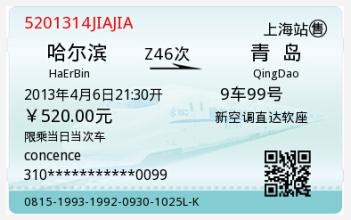 5201314JIAJIA
上海站㊝售
哈尔滨 Z46次 青岛
HaErBin QingDao
2013年4月6日21:30开 9车99号
￥520.00元 新空调直达软座
限乘当日当次车
concence
310***********0099
0815-1993-1992-0930-1025L-K